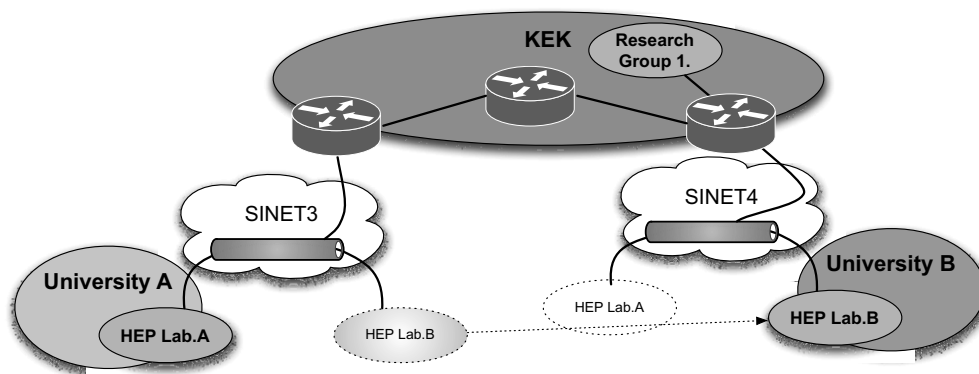 KEK
Research
Group 1.
SINET3
SINET4
University A
HEP Lab.A
HEP Lab.B
HEP Lab.A
University B
HEP Lab.B